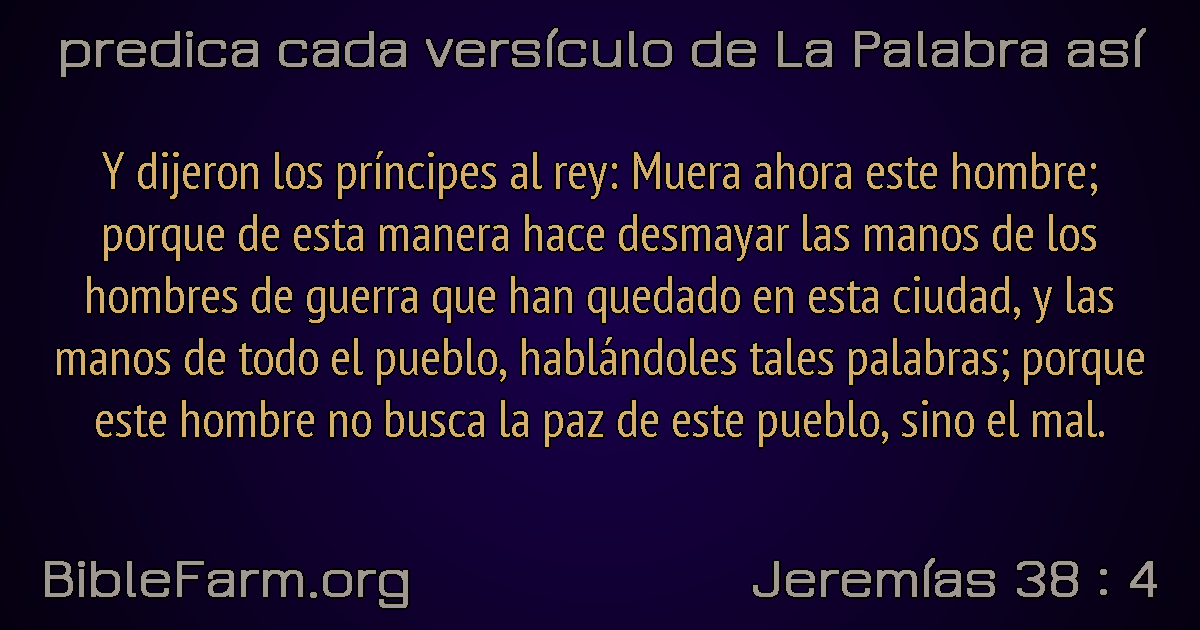 predica cada versículo de La Palabra así
Y dijeron los príncipes al rey: Muera ahora este hombre;
porque de esta manera hace desmayar las manos de los
hombres de guerra que han quedado en esta ciudad, y las
manos de todo el pueblo, hablándoles tales palabras; porque
este hombre no busca la paz de este pueblo, sino el mal.
BibleFarm.org
Jeremías 38 : 4